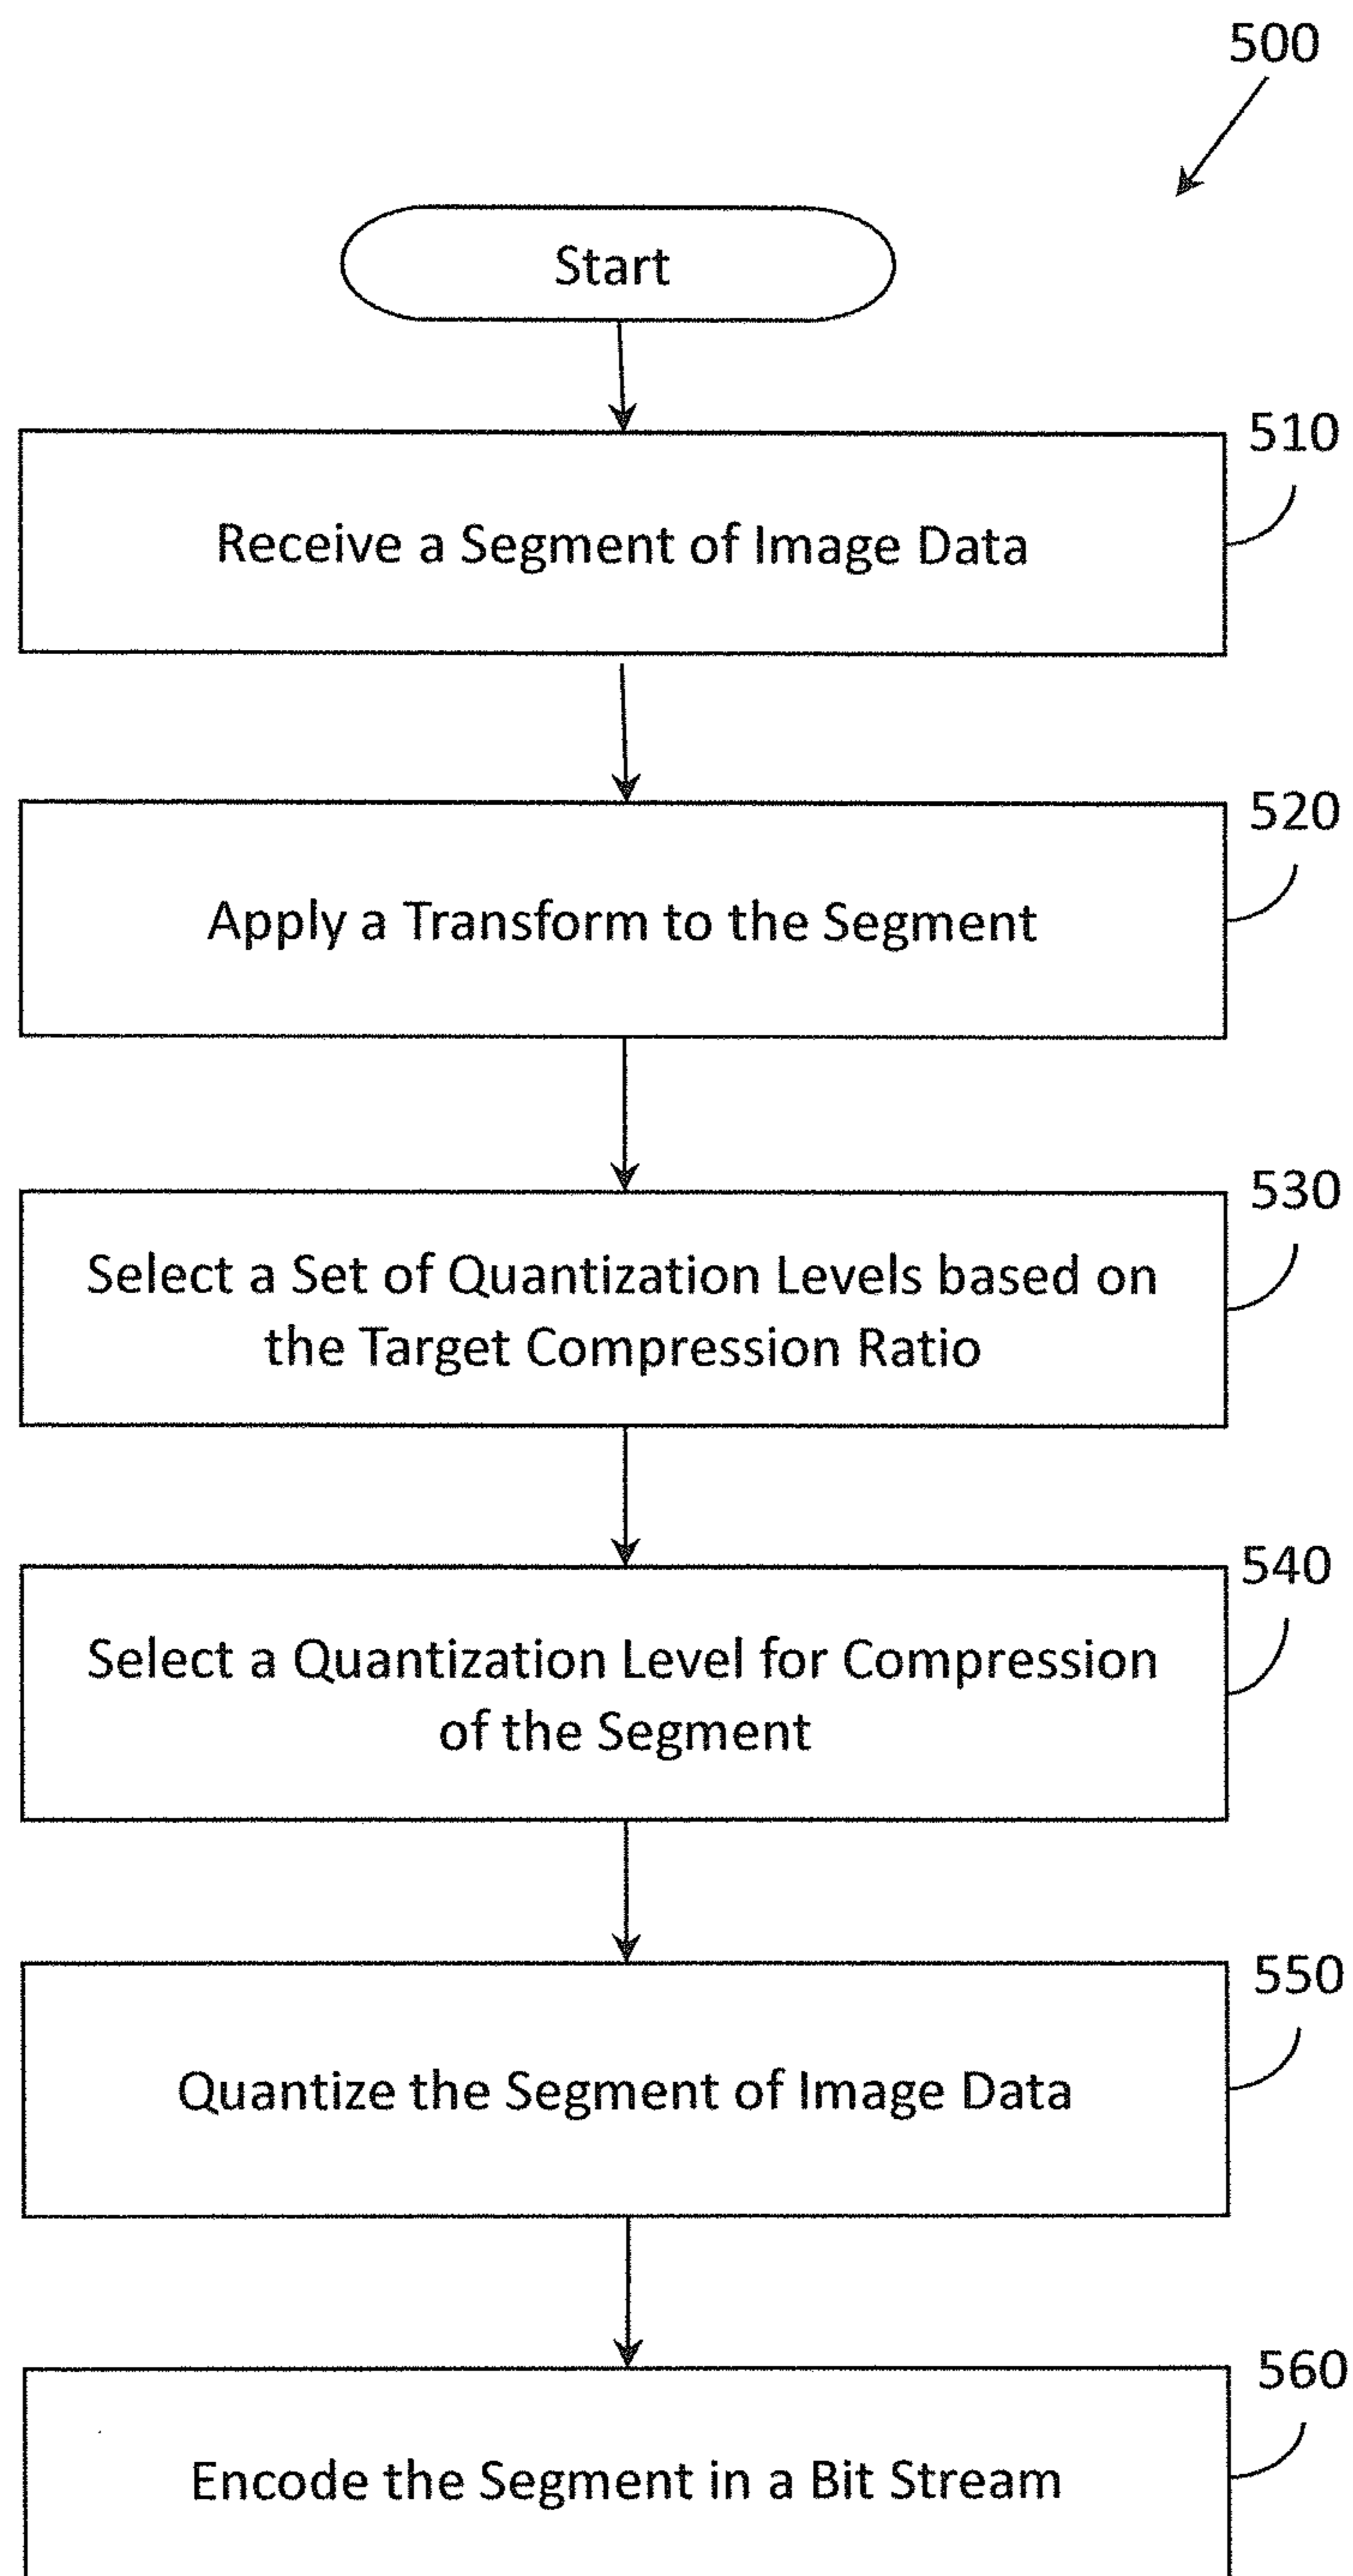 500
Start
510
Receive a Segment of Image Data
520
Apply a Transform to the Segment
530
Select a Set of Quantization Levels based on
the Target Compression Ratio
540
Select a Quantization Level for Compression
of the Segment
550
Quantize the Segment of Image Data
560
Encode the Segment in a Bit Stream